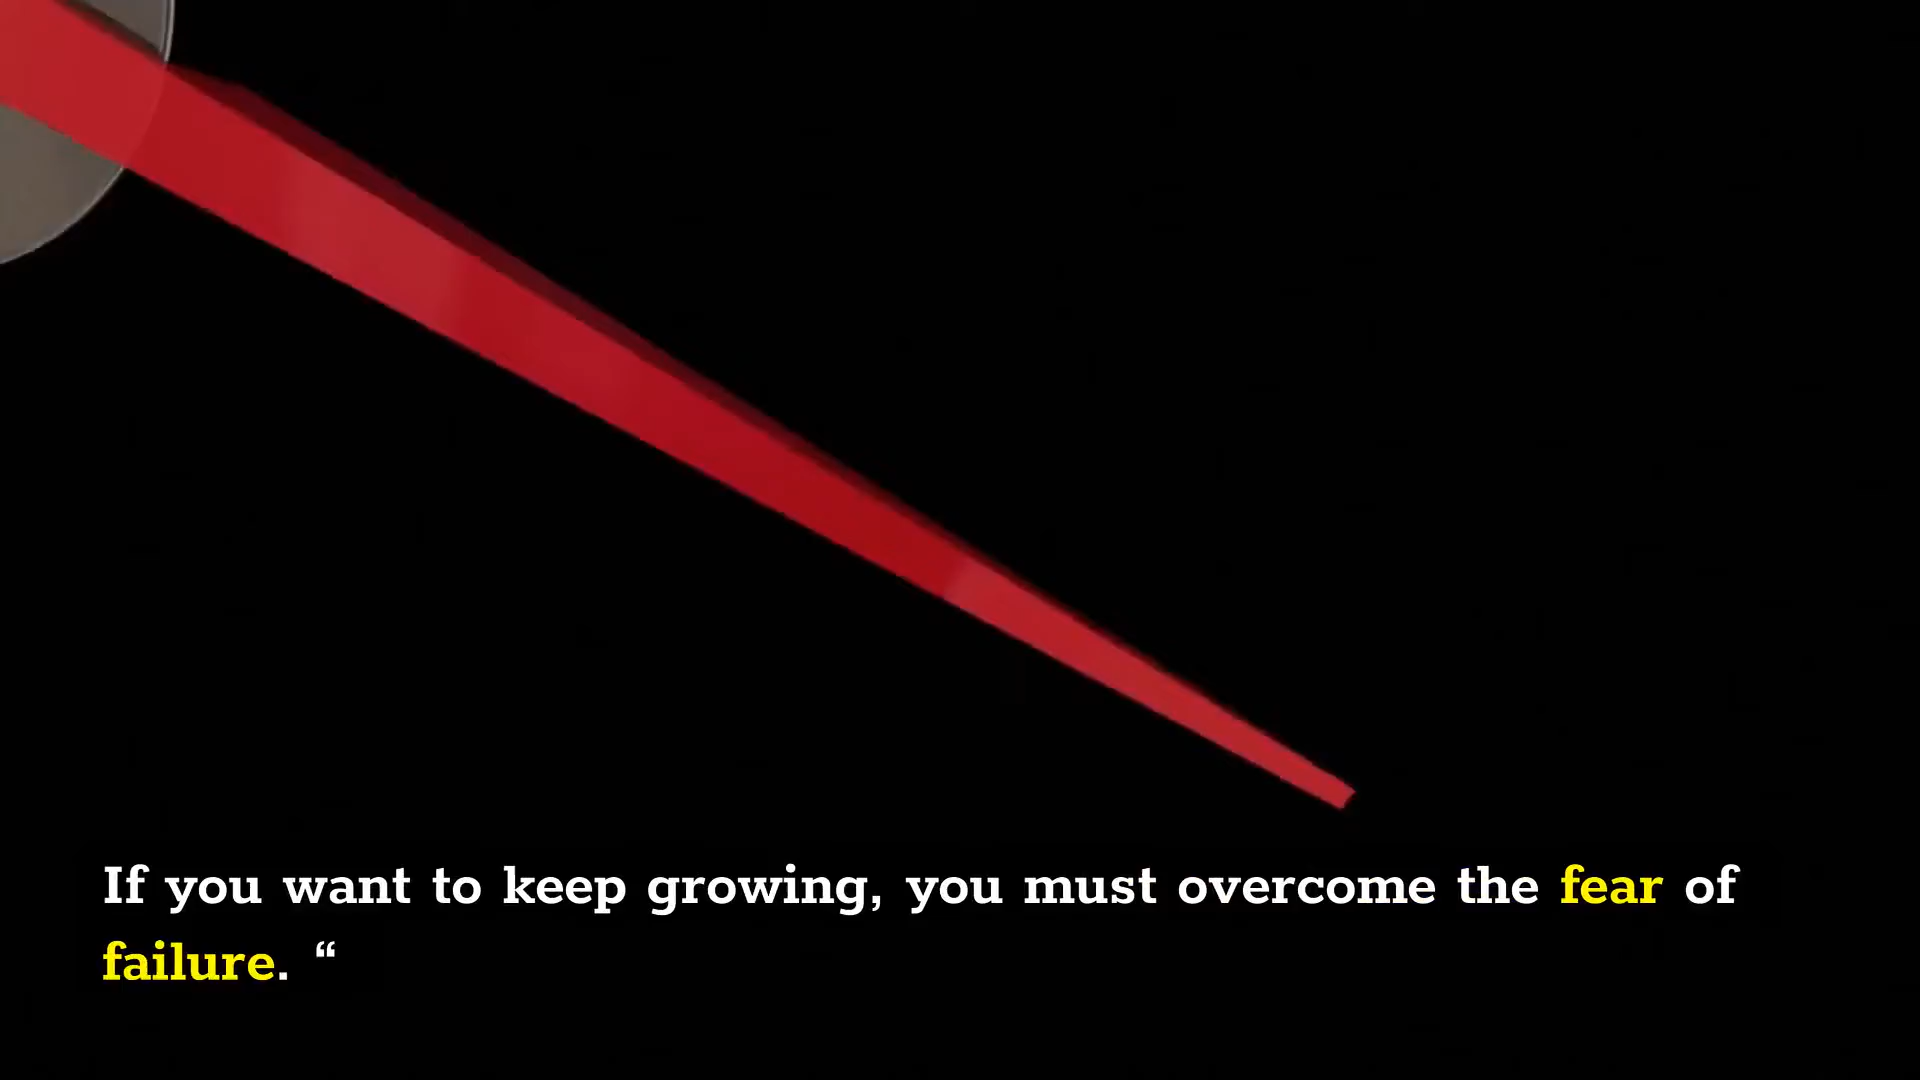 If you want to keep growing, you must overcome the fear of
failure. “